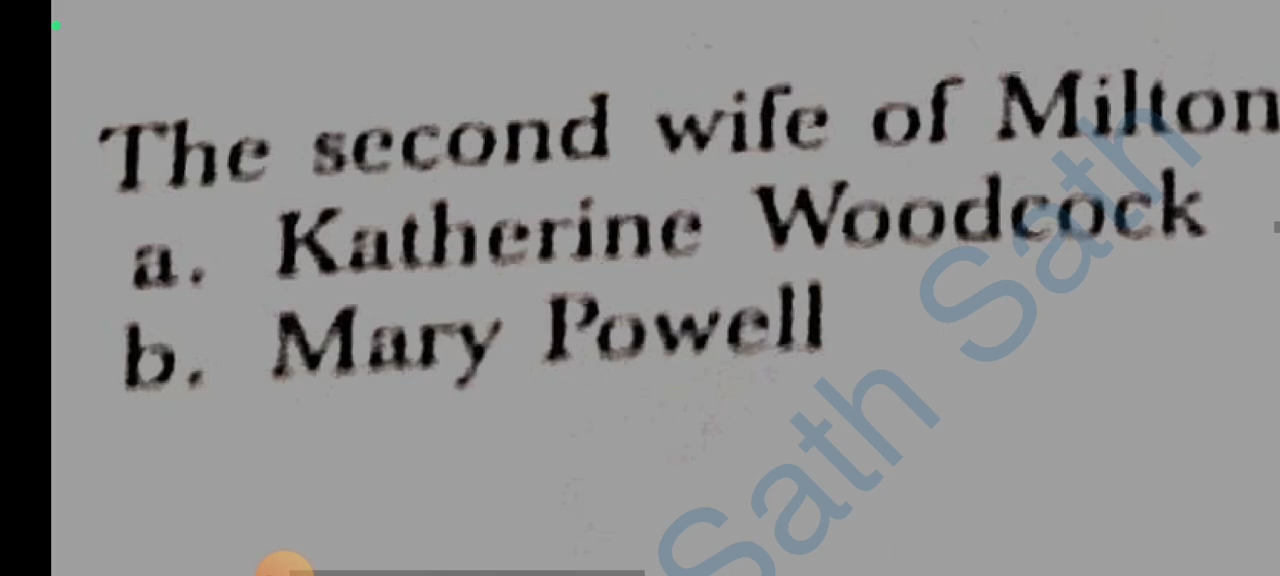 The second wife of Milton
a. Katherine Woodcock
b. Mary Powell
Sath Sath